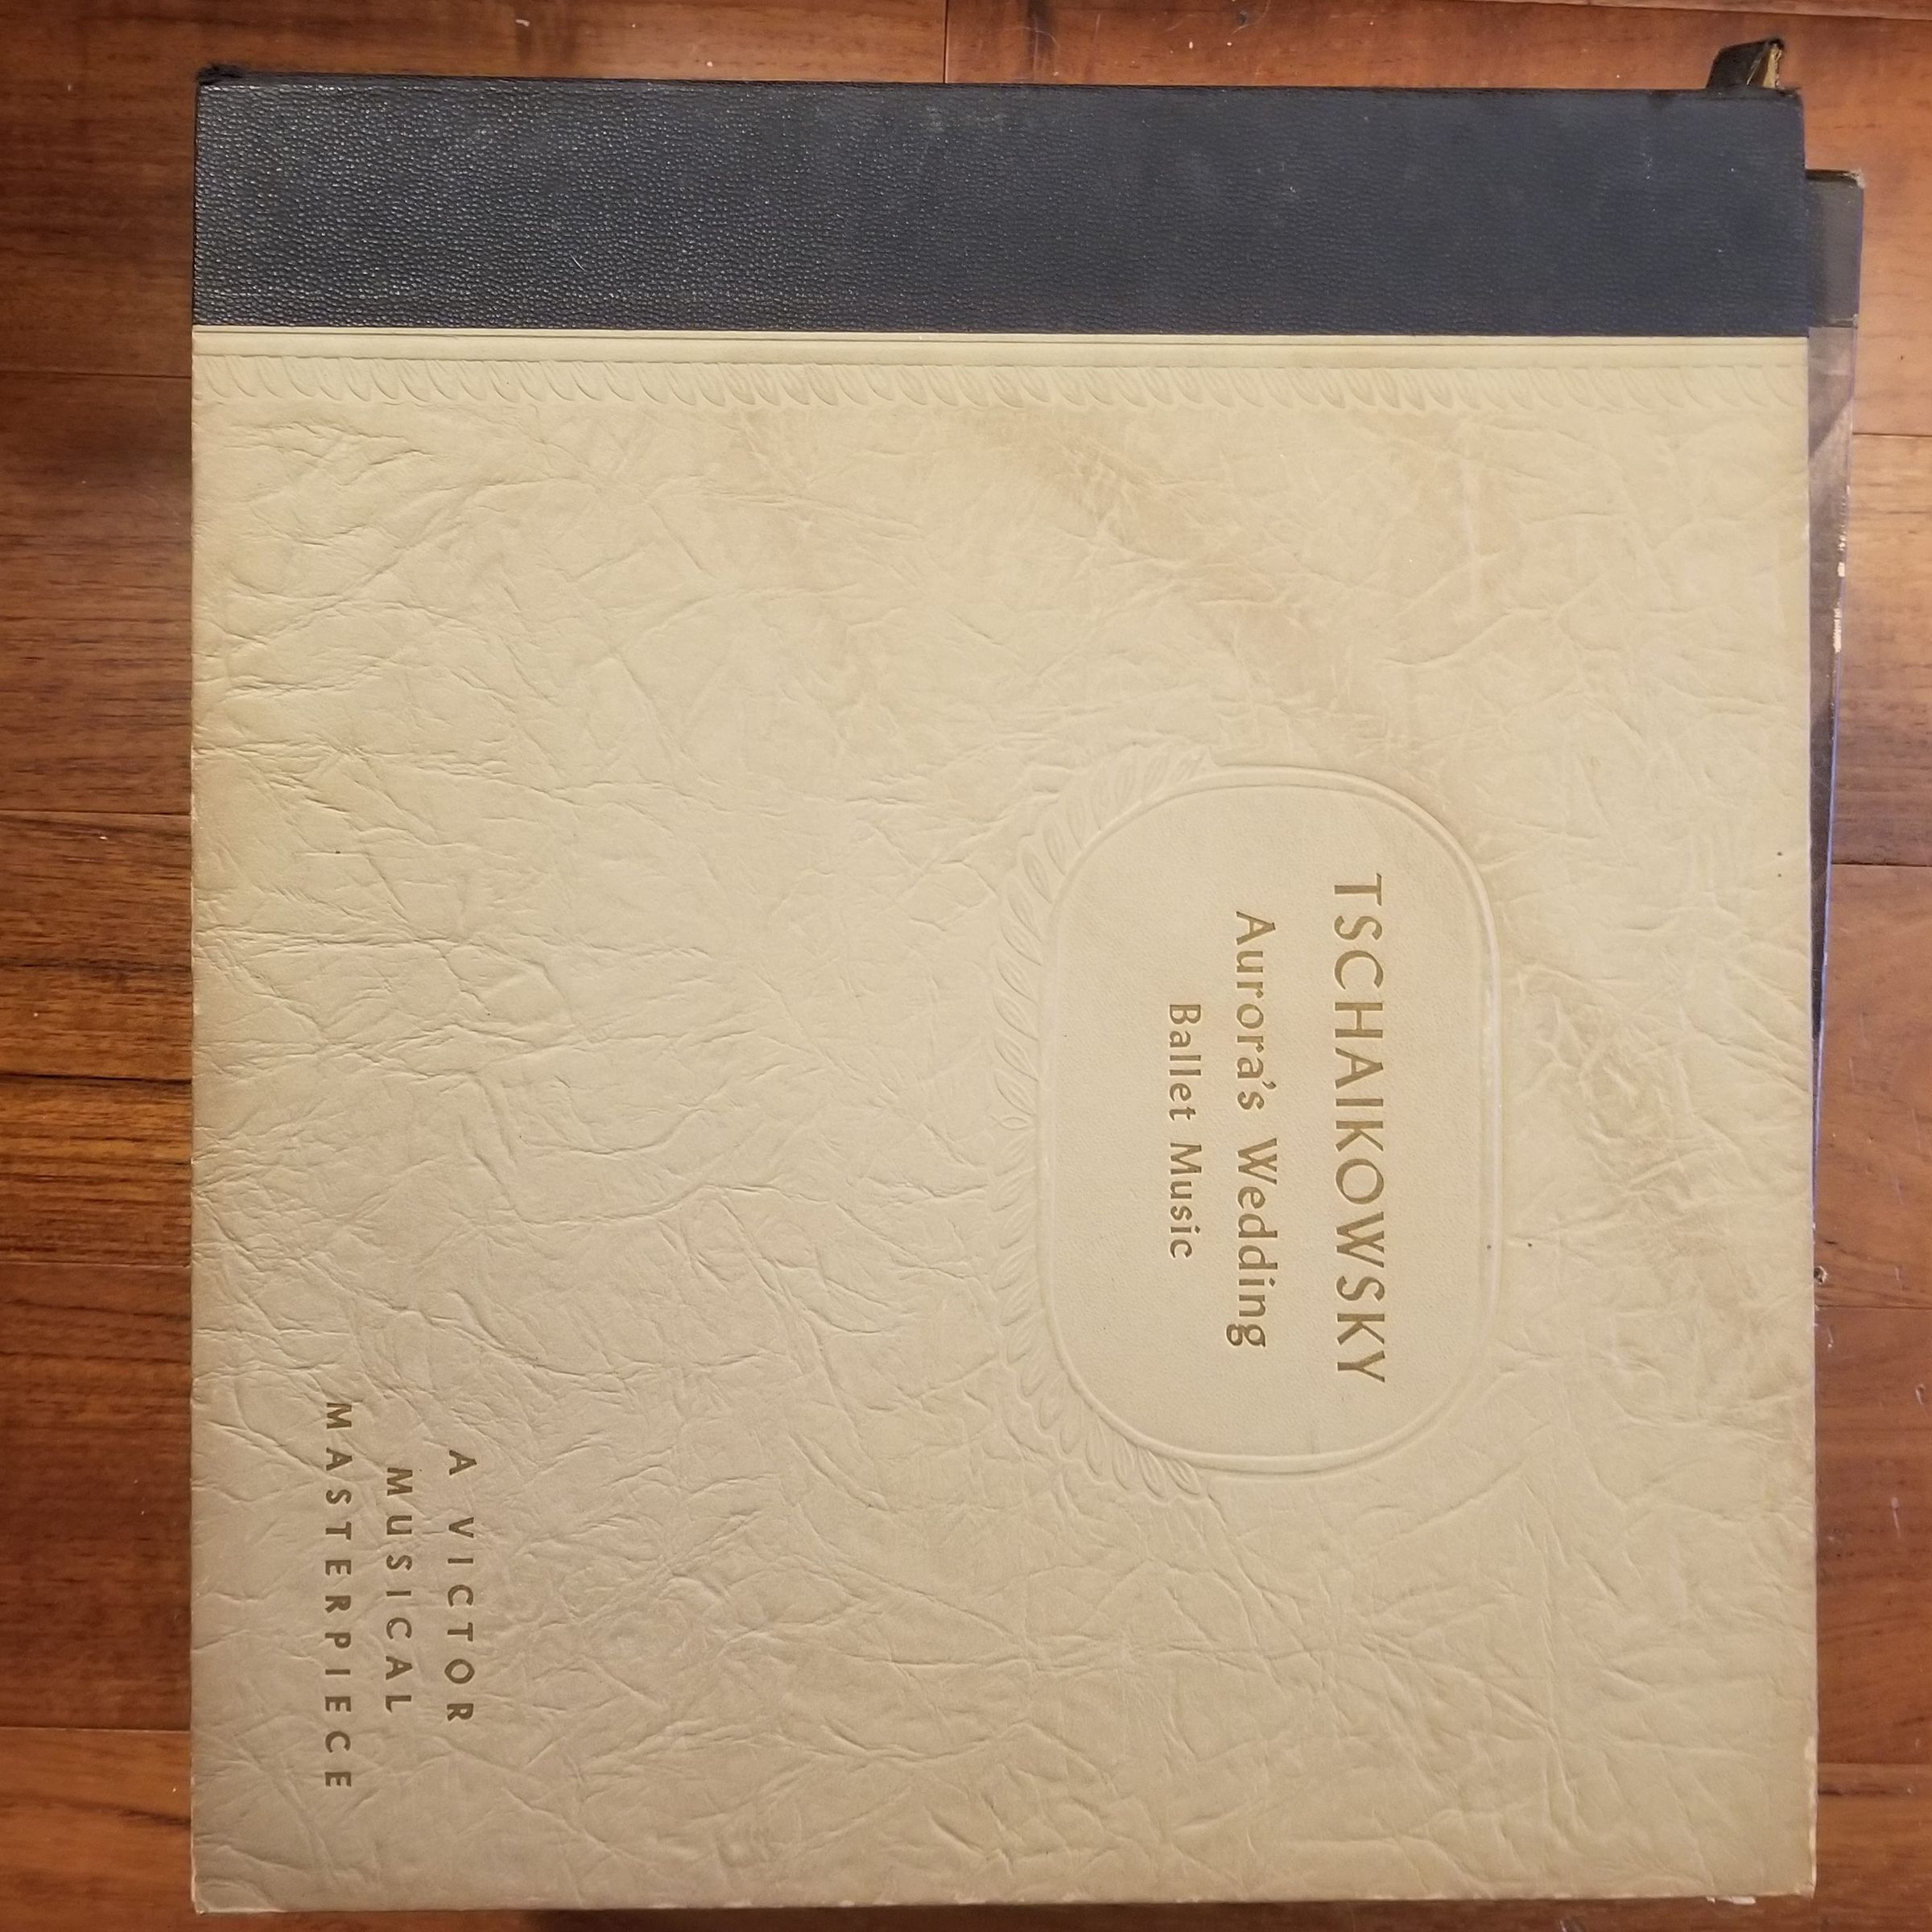 TSCHAIKOWSKY
Aurora's Wedding
Ballet Music
A VICTOR
MUSICAL
MASTERPIECE